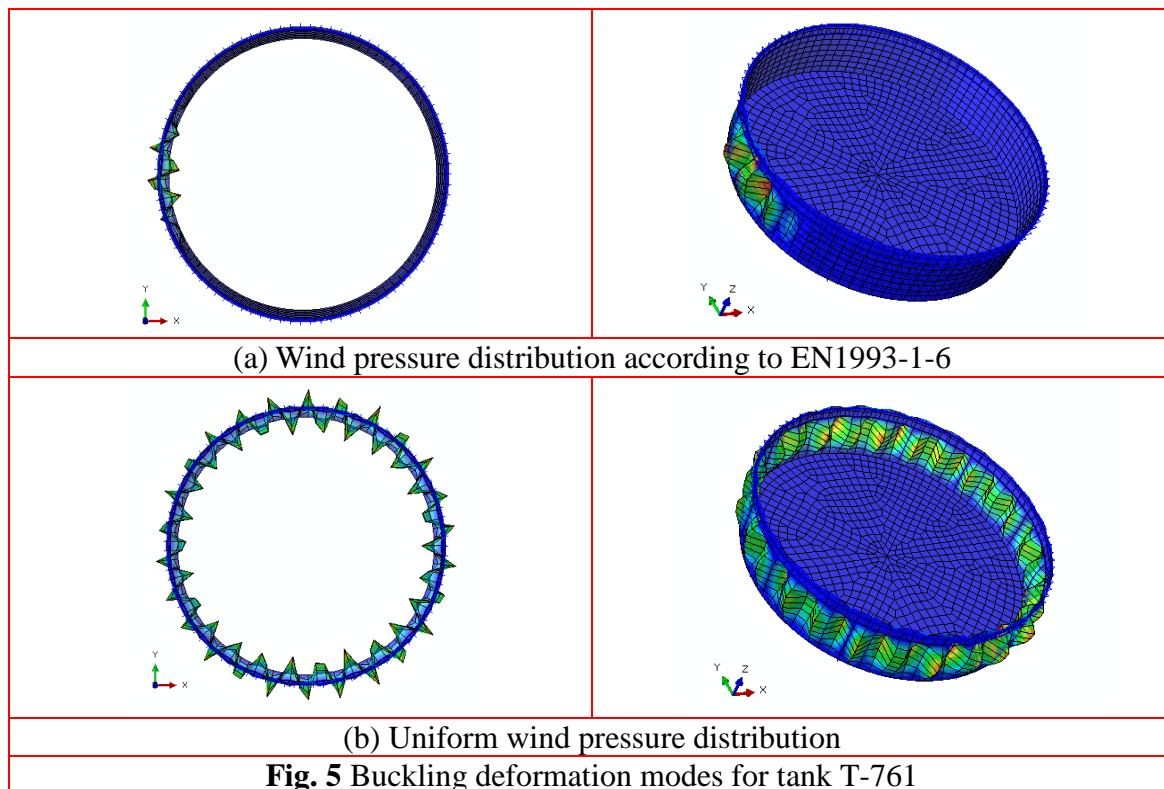 Y
X
Y
Z
X
(a) Wind pressure distribution according to EN1993-1-6
Y
X
Y
Z
X
(b) Uniform wind pressure distribution
Fig. 5 Buckling deformation modes for tank T-761